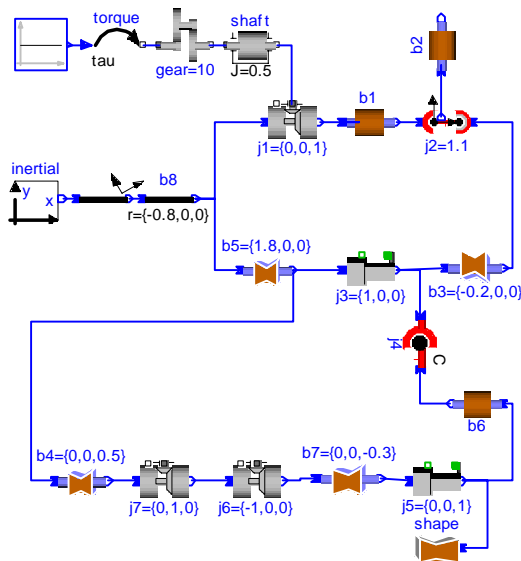 torque
shaft
b2
tau
gear=10
J=0.5
b1
j1={0,0,1}
j2=1.1
inertial
y
x
b8
r={-0.8,0,0}
b5={1.8,0,0}
j3={1,0,0}
b3={-0.2,0,0}
j4
C
b6
b4={0,0,0.5}
b7={0,0,-0.3}
j7={0,1,0}
j6={-1,0,0}
j5={0,0,1}
shape